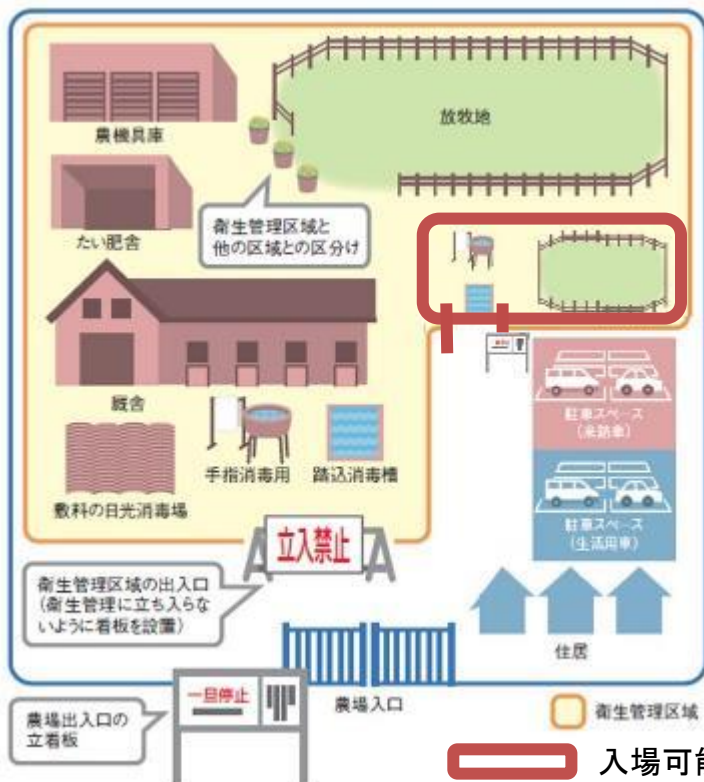 農機具庫
放牧地
たい肥舎
衛生管理区域と
他の区域との区分け
厩舎
敷料の日光消毒場
手指消毒用
踏込消毒槽
駐車スペース
(来訪車)
駐車スペース
(生活用車)
立入禁止
衛生管理区域の出入口
(衛生管理に立ち入らな
いように看板を設置)
住居
農場入口
一旦停止
農場出入口の
立看板
衛生管理区域
入場可能